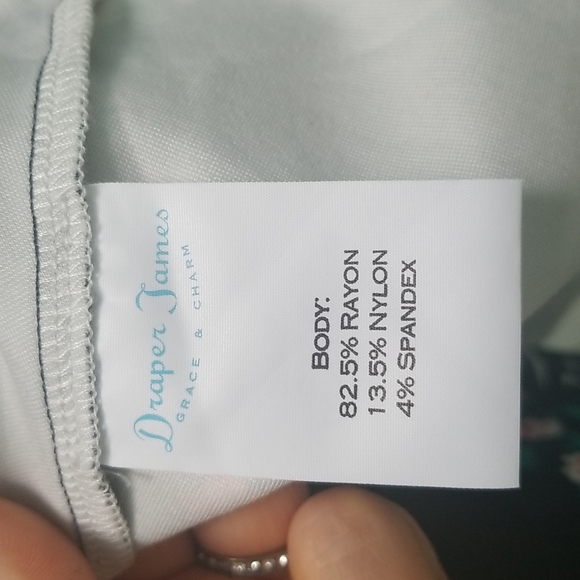 Draper James
GRACE & CHARM
BODY:
82.5% RAYON
13.5% NYLON
4% SPANDEX